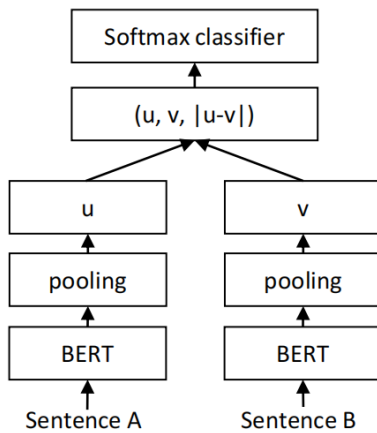 Softmax classifier
(u, v, |u-v|)
u
v
pooling
pooling
BERT
BERT
Sentence A
Sentence B